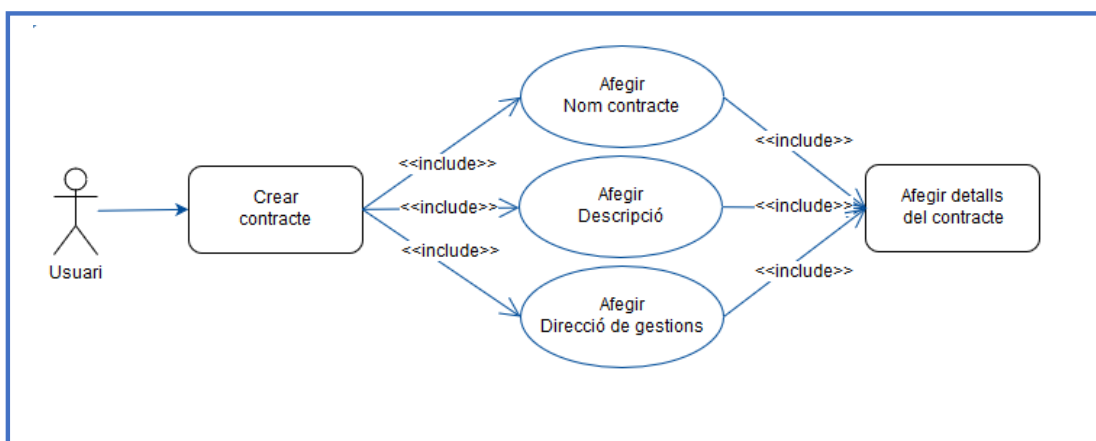 Afegir
Nom contracte
<<include>>
<<include>>
<<include>>
<<include>>
Crear
contracte
Afegir
Descripció
Afegir detalls
del contracte
<<include>>
<<include>>
Usuari
Afegir
Direcció de gestions